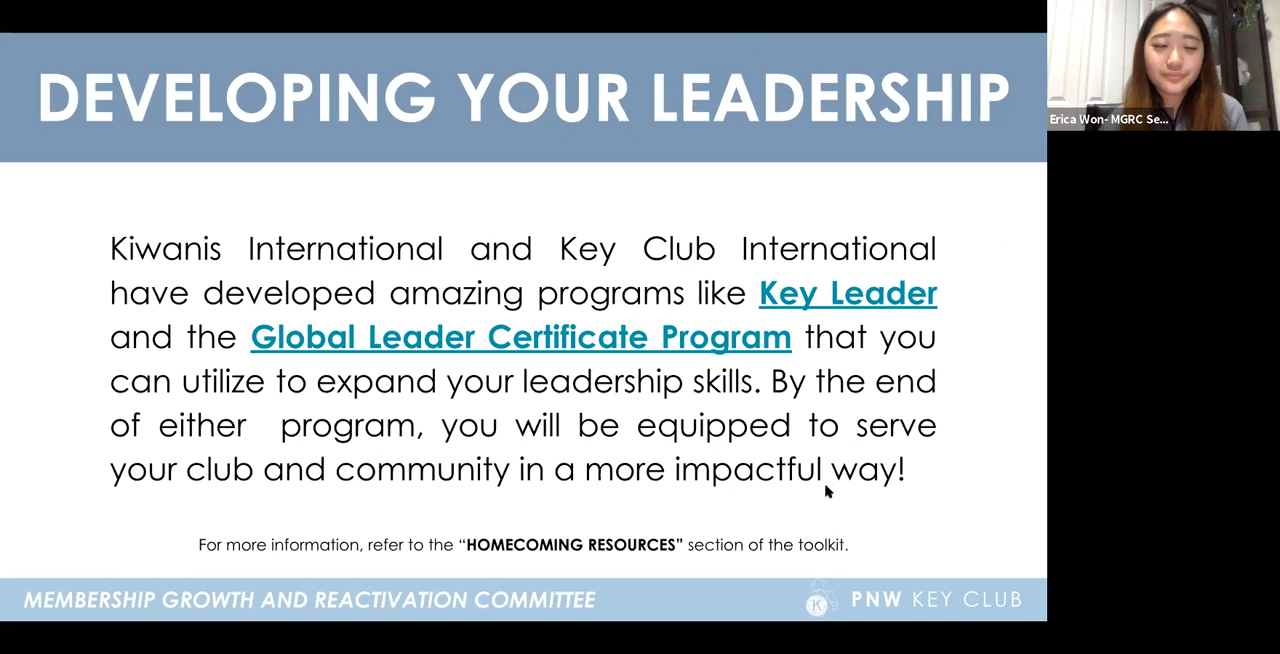 DEVELOPING YOUR LEADERSHIP
Erica Won- MGRC Se...
Kiwanis International and Key Club International
have developed amazing programs like Key Leader
and the Global Leader Certificate Program that you
can utilize to expand your leadership skills. By the end
of either program, you will be equipped to serve
your club and community in a more impactful way!
For more information, refer to the “HOMECOMING RESOURCES” section of the toolkit.
MEMBERSHIP GROWTH AND REACTIVATION COMMITTEE
K
PNW KEY CLUB